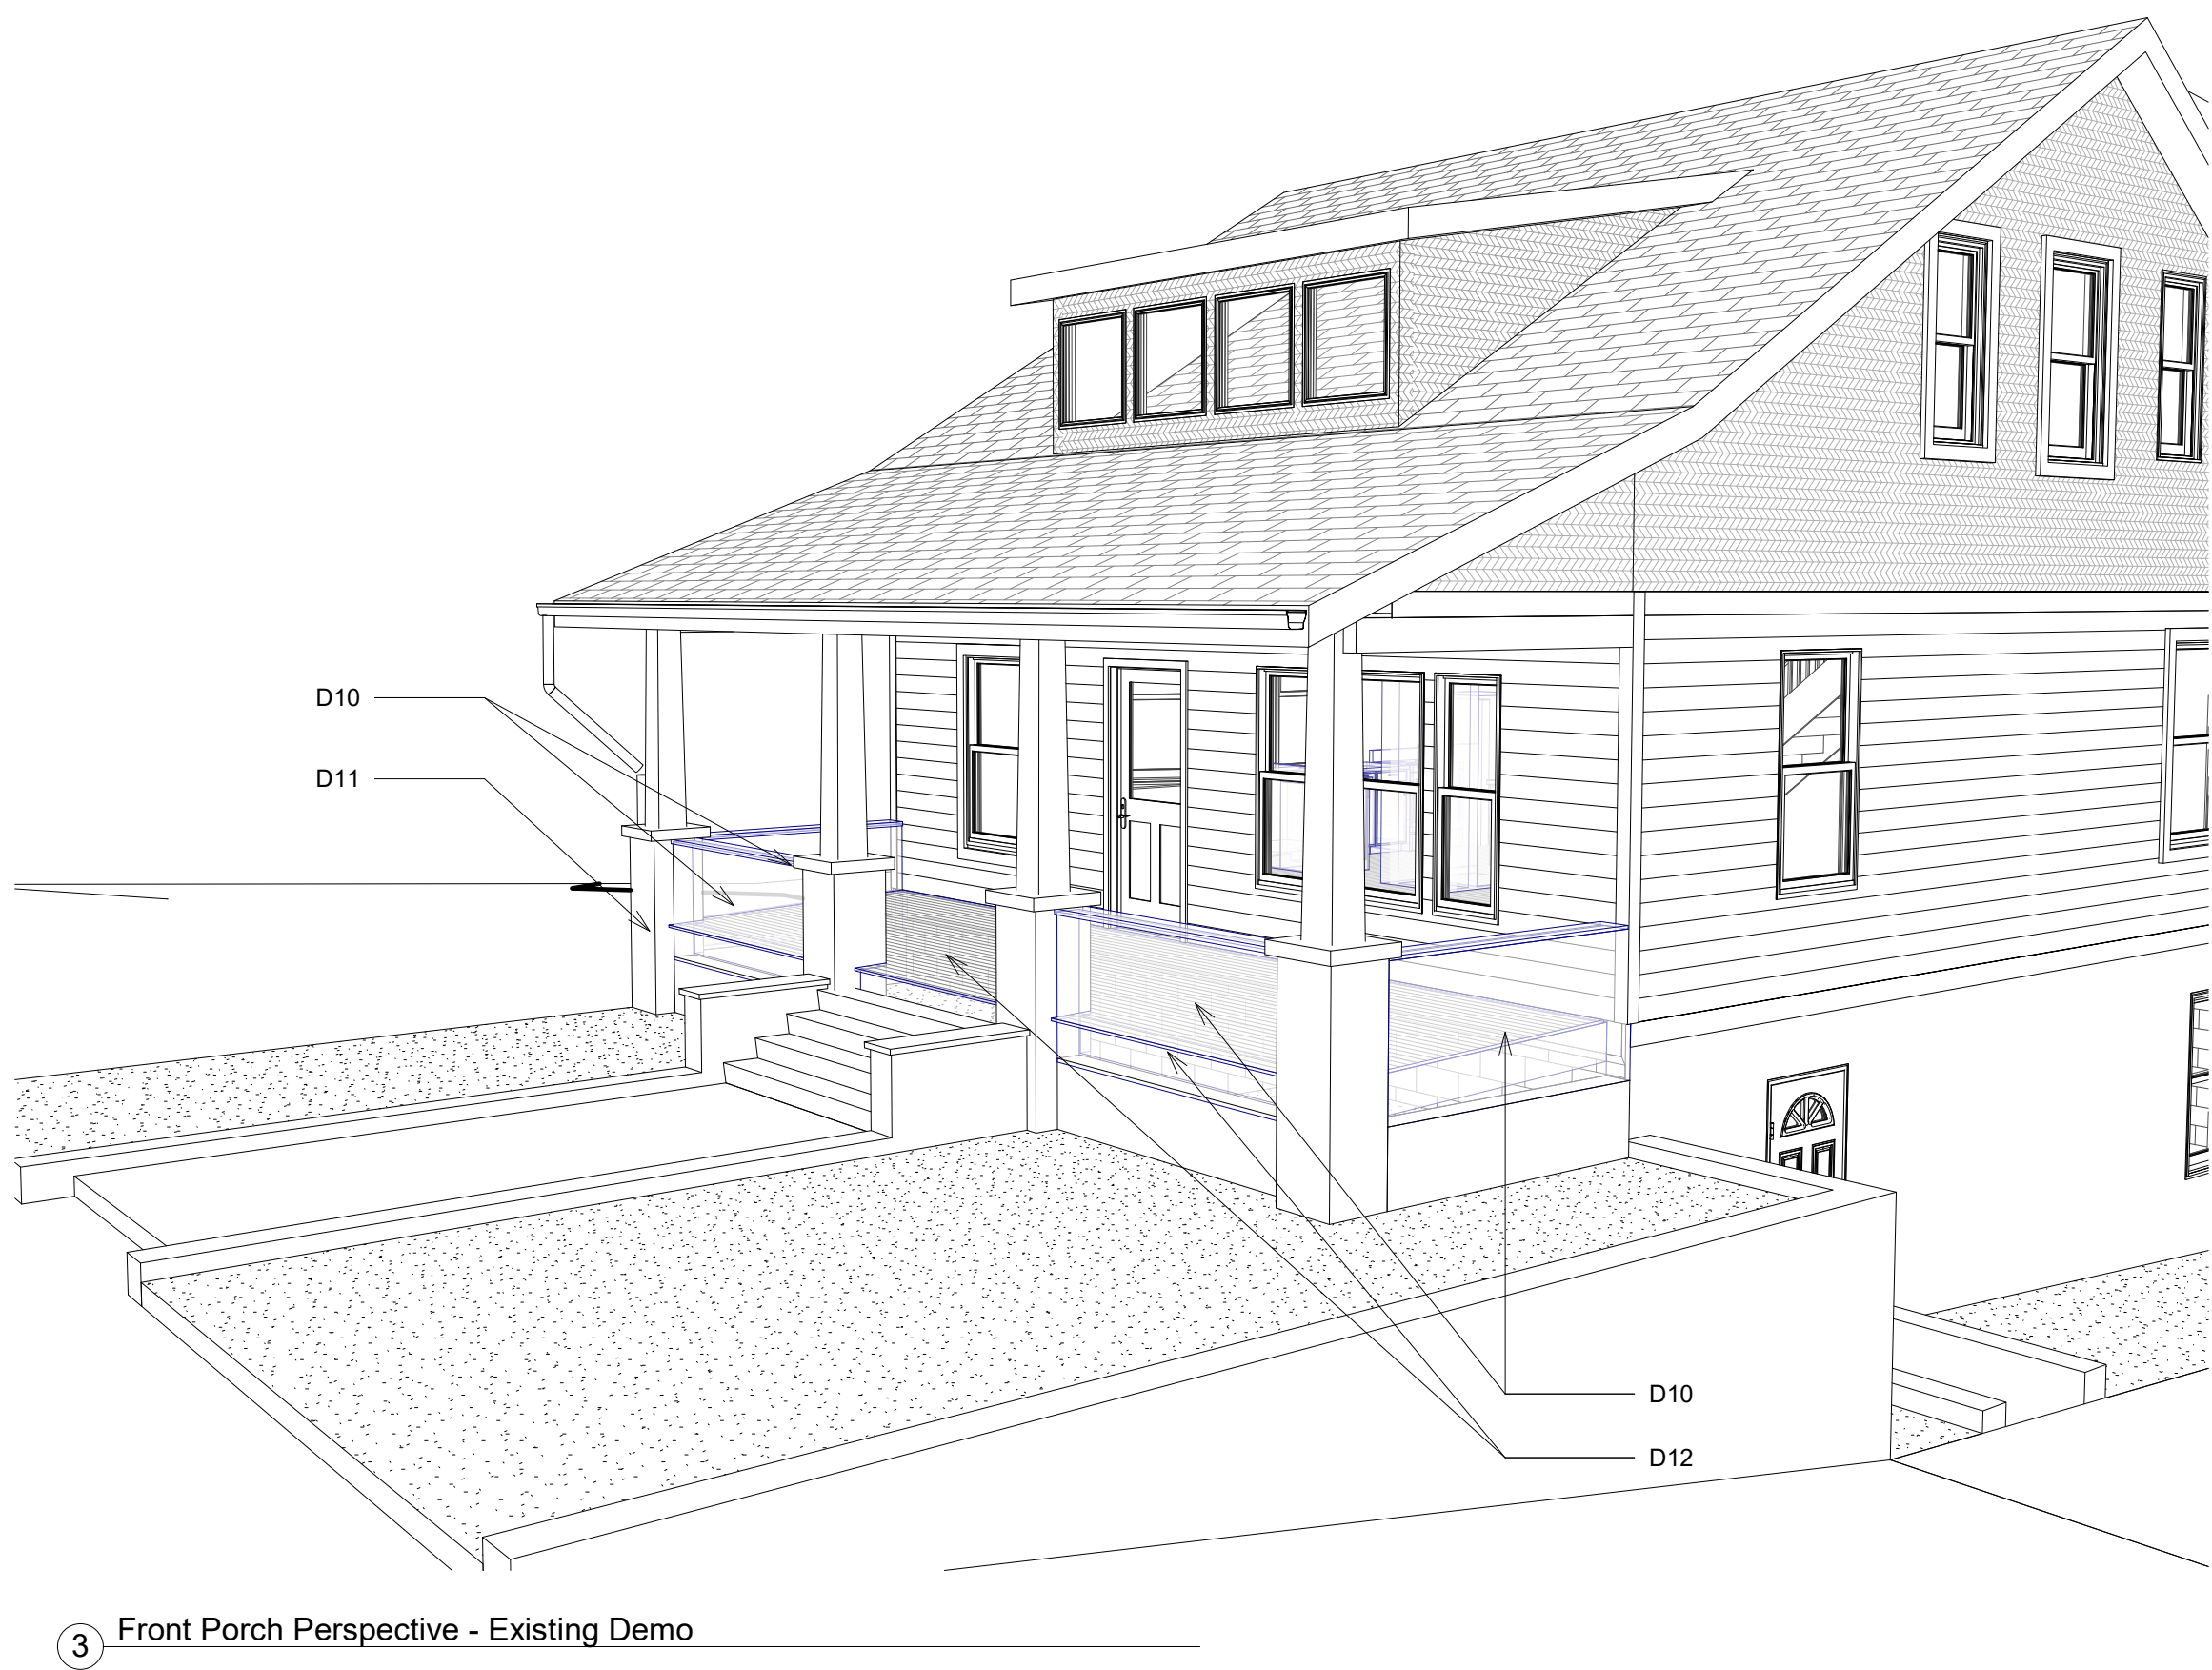 D10
D11
D10
D12
3 Front Porch Perspective - Existing Demo